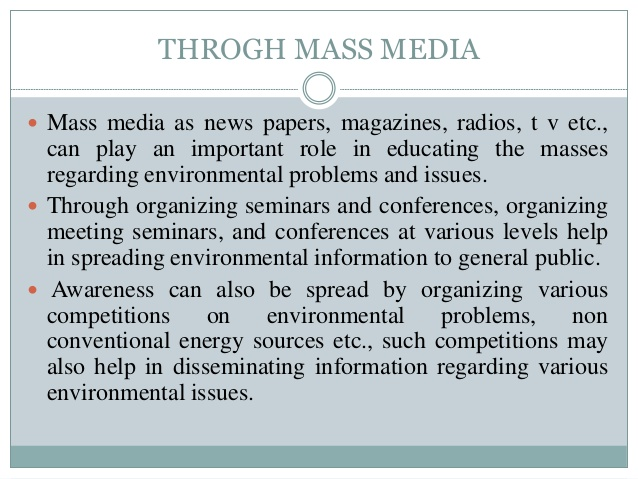 THROGH MASS MEDIA
• Mass media as news papers, magazines, radios, t v etc.,
can play an important role in educating the masses
regarding environmental problems and issues.
• Through organizing seminars and conferences, organizing
meeting seminars, and conferences at various levels help
in spreading environmental information to general public.
• Awareness can also be spread by organizing various
competitions on environmental problems, non
conventional energy sources etc., such competitions may
also help in disseminating information regarding various
environmental issues.